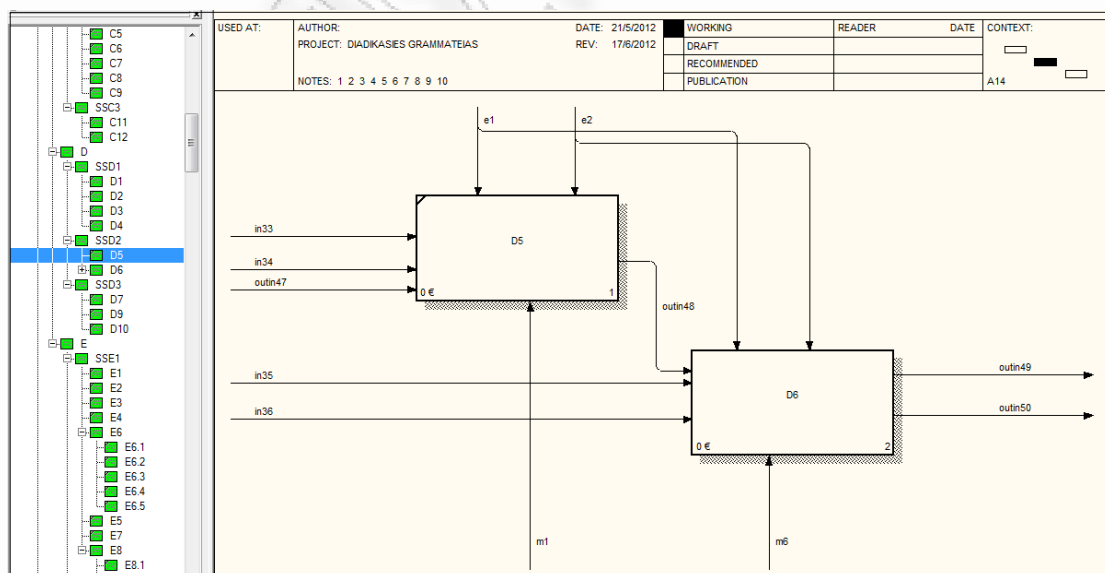 C5
C6
C7
C8
C9
SSC3
C11
C12
D
SSD1
D1
D2
D3
D4
SSD2
D5
D6
SSD3
D7
D9
D10
E
SSE1
E1
E2
E3
E4
E6
E6.1
E6.2
E6.3
E6.4
E6.5
E5
E7
E8
E8.1
USED AT: AUTHOR: DATE: 21/5/2012 WORKING READER DATE CONTEXT:
PROJECT: DIADIKASIES GRAMMATEIAS REV: 17/6/2012 DRAFT
RECOMMENDED
NOTES: 1 2 3 4 5 6 7 8 9 10 PUBLICATION A14
e1 e2
in33
D5
in34
outin47
0 € 1
outin48
in35
D6
outin49
in36
outin50
0 € 2
m1 m6